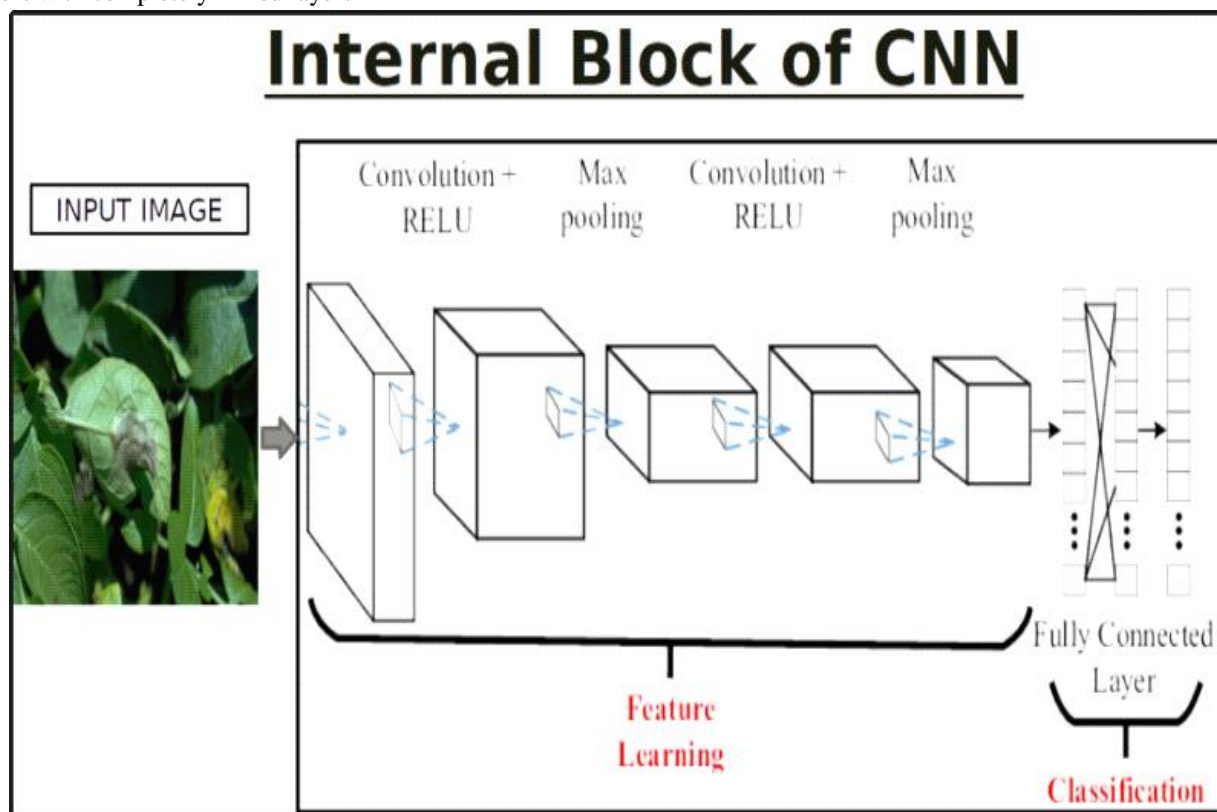 Internal Block of CNN
INPUT IMAGE
Convolution +
RELU
Max
pooling
Convolution +
RELU
Max
pooling
Fully Connected
Layer
Feature
Learning
Classification